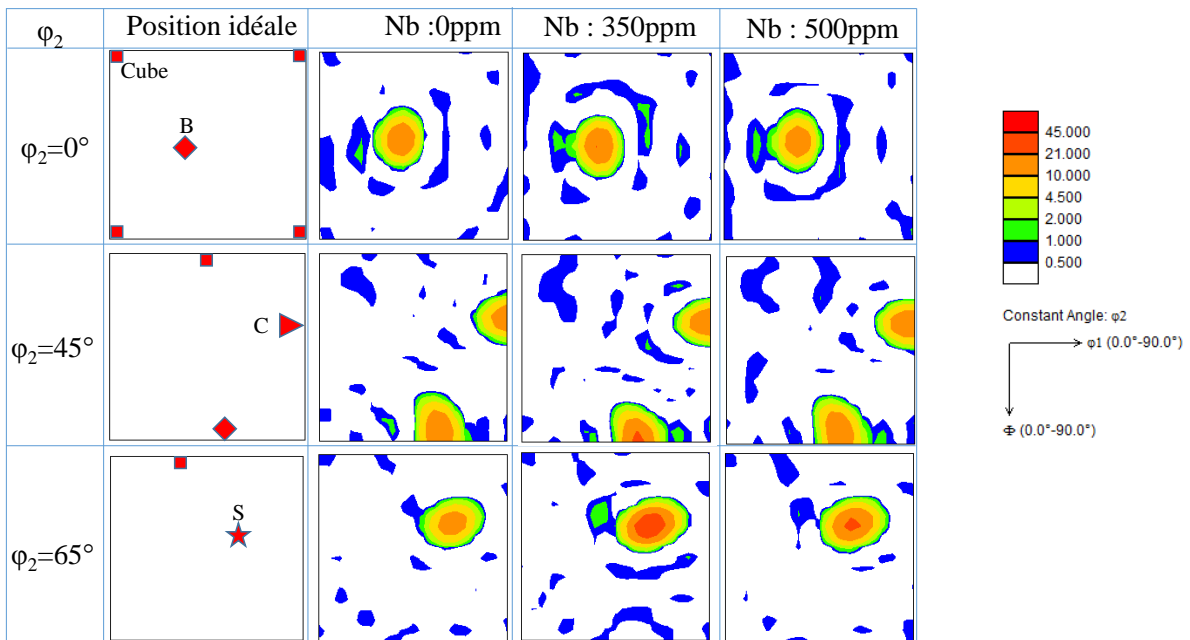 φ2 Position idéale Nb :0ppm Nb : 350ppm Nb : 500ppm
φ2=0°
Cube
B
φ2=45°
C
φ2=65°
S
45.000
21.000
10.000
4.500
2.000
1.000
0.500
Constant Angle: φ2
φ1 (0.0°-90.0°)
Φ (0.0°-90.0°)